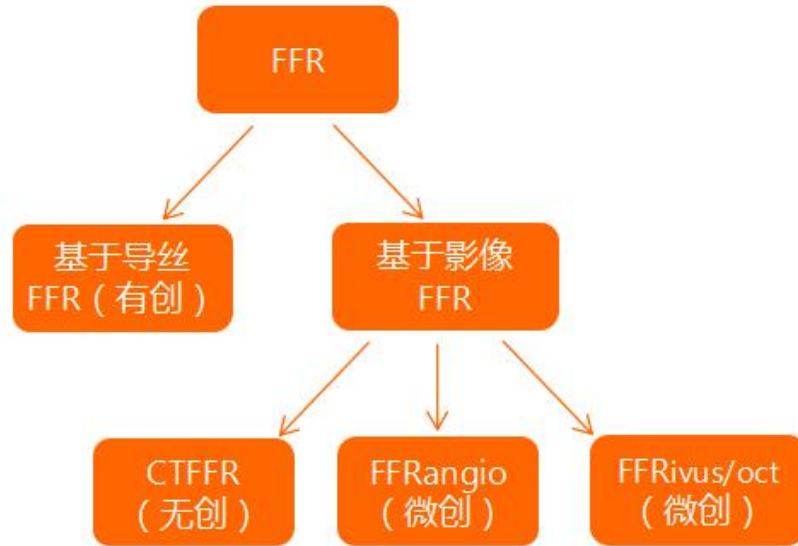 FFR
基于导丝
FFR（有创）
基于影像
FFR
CTFFR
（无创）
FFRangio
（微创）
FFRivus/oct
（微创）